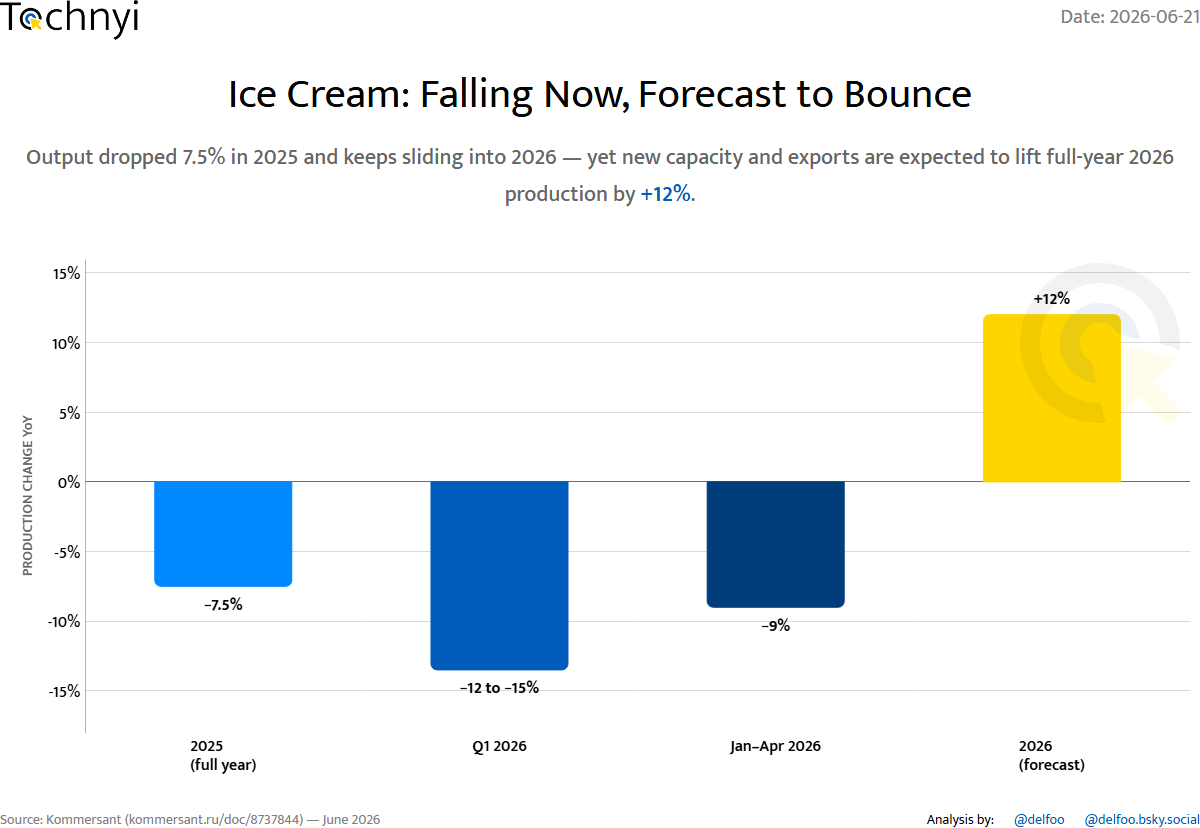 Tochnyi
Date: 2026-06-21
Ice Cream: Falling Now, Forecast to Bounce
Output dropped 7.5% in 2025 and keeps sliding into 2026 — yet new capacity and exports are expected to lift full-year 2026
production by +12%.
PRODUCTION CHANGE YoY
15%
10%
5%
0%
-5%
-10%
-15%
+12%
–7.5%
–12 to –15%
–9%
2025
(full year)
Q1 2026
Jan–Apr 2026
2026
(forecast)
Source: Kommersant (kommersant.ru/doc/8737844) — June 2026
Analysis by: @delfoo @delfoo.bsky.social